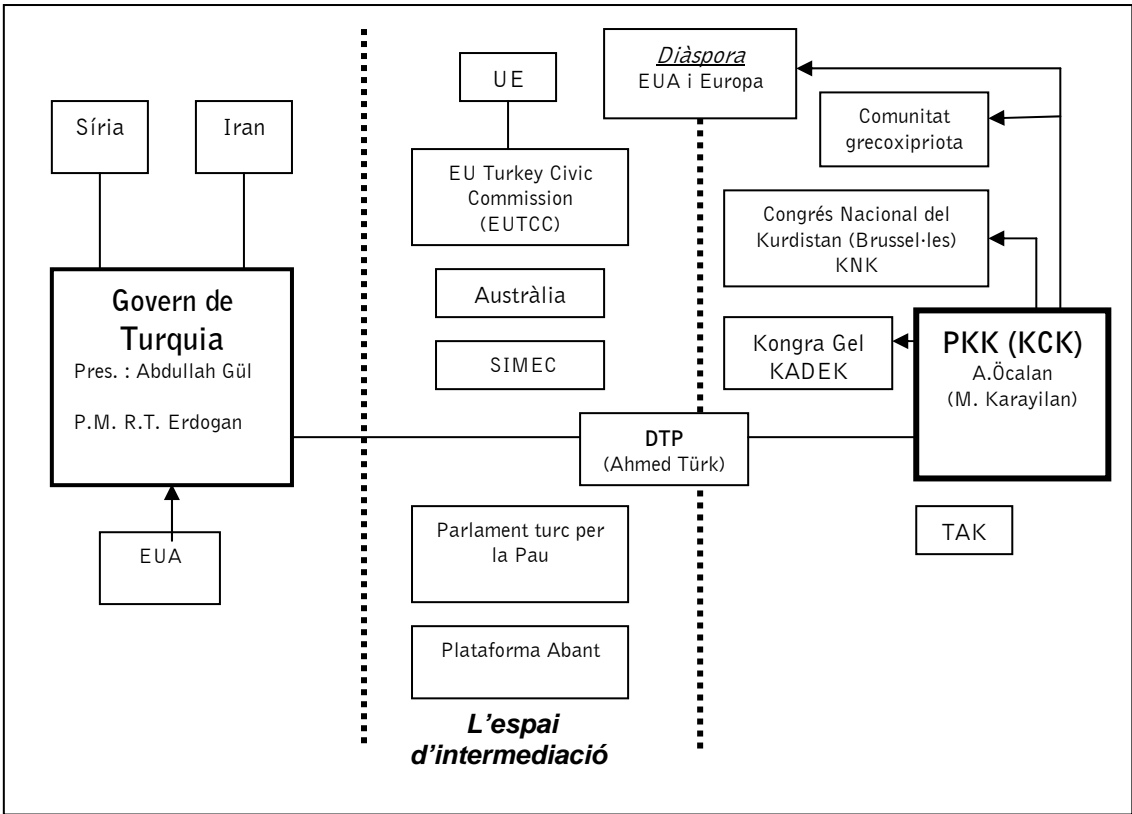 Síria
Iran
Govern de
Turquia
Pres. : Abdullah Gül
P.M. R.T. Erdogan
EUA
UE
EU Turkey Civic
Commission
(EUTCC)
Austràlia
SIMEC
DTP
(Ahmed Türk)
Parlament turc per
la Pau
Plataforma Abant
L'espai
d'intermediació
Diàspora
EUA i Europa
Comunitat
grecoxipriota
Congrés Nacional del
Kurdistan (Brussel·les)
KNK
Kongra Gel
KADEK
PKK (KCK)
A.Öcalan
(M. Karayilan)
TAK